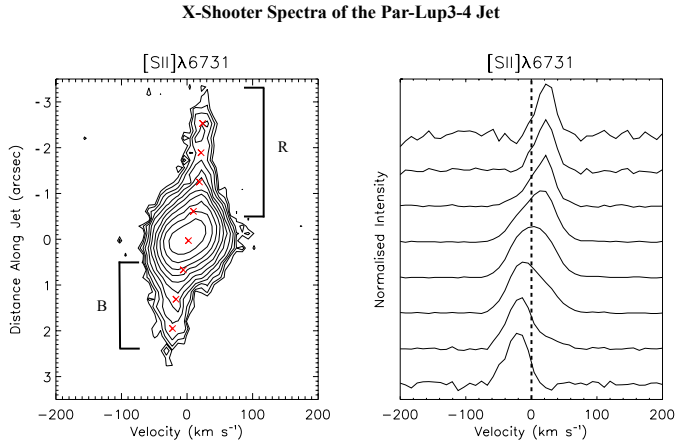 X-Shooter Spectra of the Par-Lup3-4 Jet
[SII]λ6731
Distance Along Jet (arcsec)
-3
-2
-1
0
1
2
3
R
B
-200 -100 0 100 200
Velocity (km s⁻¹)
[SII]λ6731
Normalised Intensity
-200 -100 0 100 200
Velocity (km s⁻¹)